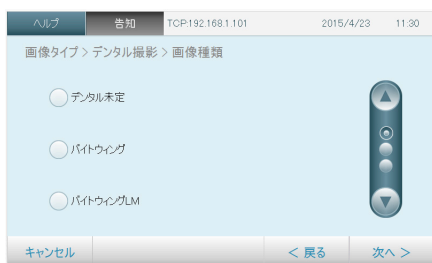 ヘルプ 告知 TCP:192.168.1.101 2015/4/23 11:30
画像タイプ > デンタル撮影 > 画像種類
デンタル未定
バイトウィング
バイトウィングLM
キャンセル < 戻る 次へ >